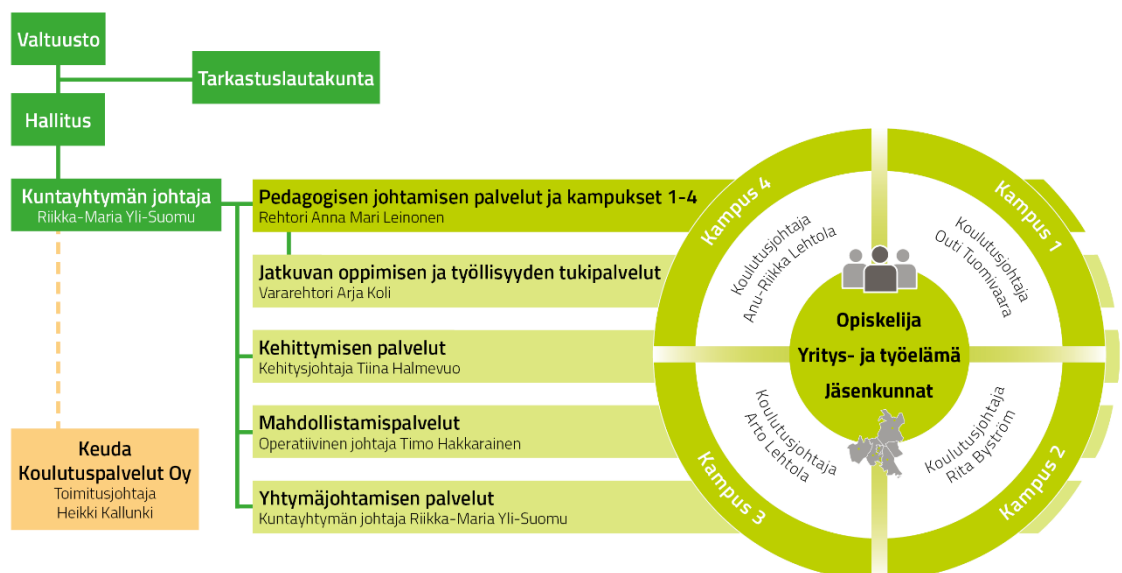 Valtuusto
Tarkastuslautakunta
Hallitus
Kuntayhtymän johtaja
Riikka-Maria Yli-Suomu
Pedagogisen johtamisen palvelut ja kampukset 1-4
Rehtori Anna Mari Leinonen
Jatkuvan oppimisen ja työllisyyden tukipalvelut
Vararehtori Arja Koli
Kehittymisen palvelut
Kehitysjohtaja Tiina Halmevuo
Mahdollistamispalvelut
Operatiivinen johtaja Timo Hakkarainen
Yhtymäjohtamisen palvelut
Kuntayhtymän johtaja Riikka-Maria Yli-Suomu
Keuda
Koulutuspalvelut Oy
Toimitusjohtaja
Heikki Kallunki
Kampus 4
Koulutusjohtaja
Anu-Riikka Lehtola
Kampus 1
Koulutusjohtaja
Outi Tuomivaara
Opiskelija
Yritys- ja työelämä
Jäsenkunnat
Kampus 3
Koulutusjohtaja
Arto Lehtola
Kampus 2
Koulutusjohtaja
Rita Byström